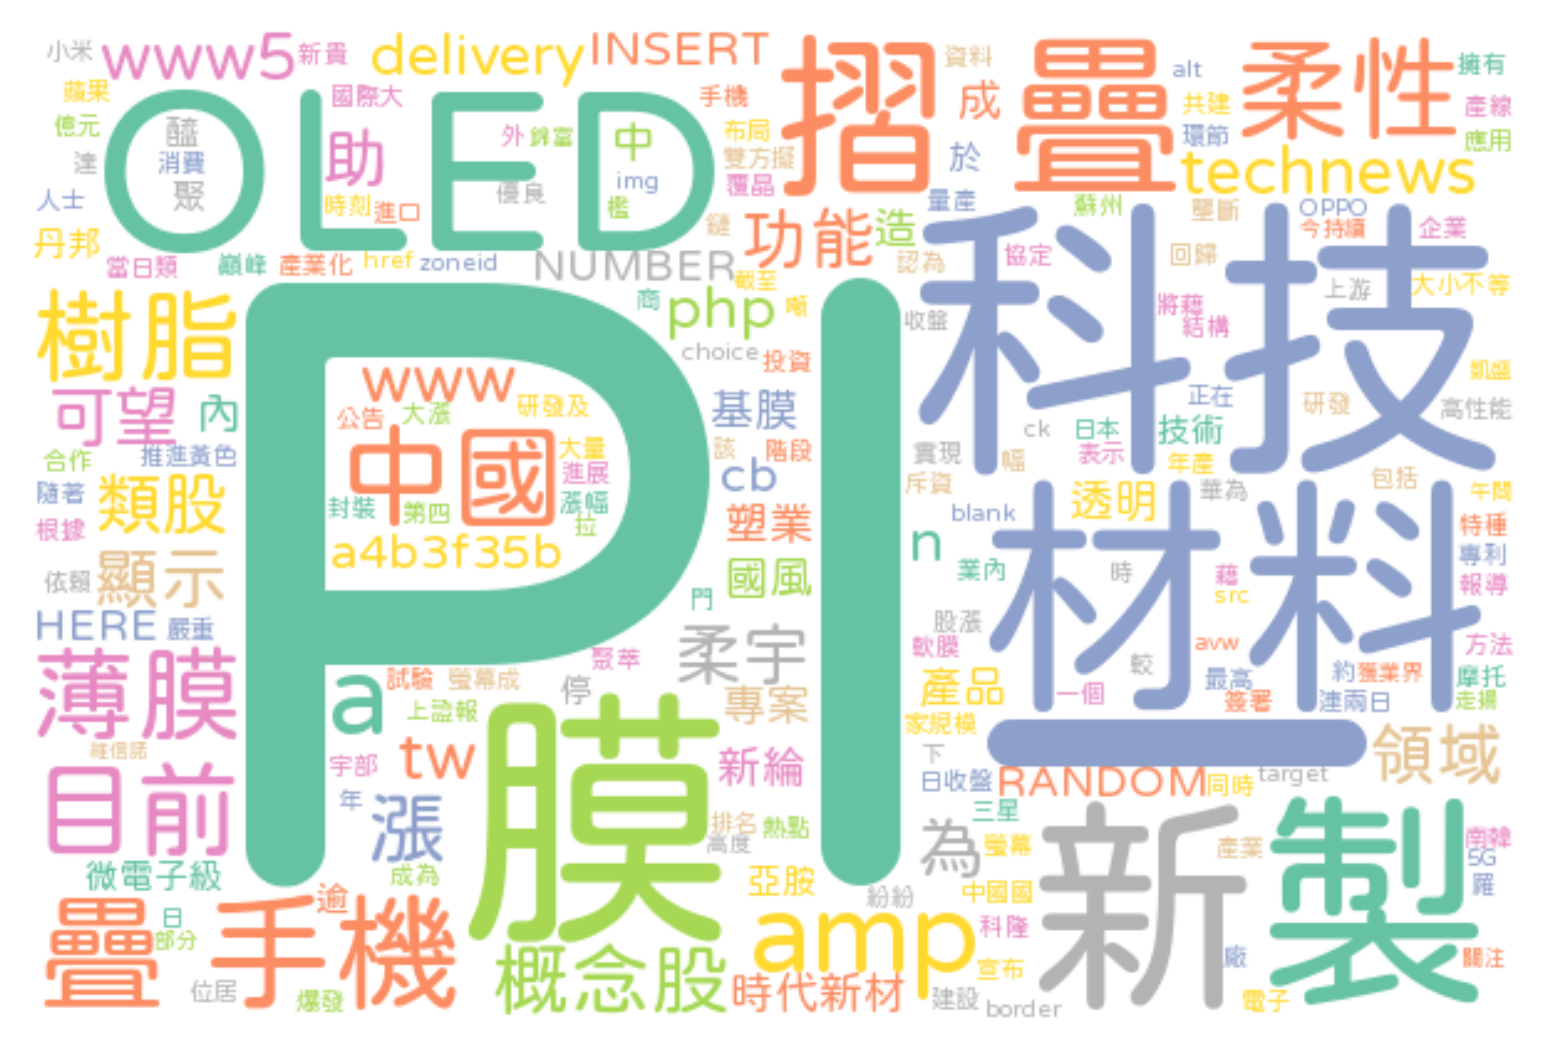 小米
www5
新貴
delivery
INSERT
摺
疊
柔性
資料
alt
擁有
蘋果
OLED
國際大
手機
成
共建
產線
億元
醯
助
外
錦富
中
布局
環節
應用
達
消費
雙方擬
於
technews
人士
聚
優良
img
覆晶
量產
蘇州
壟斷
OPPO
時刻
進口
檻
鏈
功能
造
今持續
企業
丹邦
當日類
巔峰
產業化
href
zoneid
NUMBER
截至
認為
協定
回歸
科技
樹脂
PI
商
php
噸
收盤
將藉
結構
上游
大小不等
choice
投資
凱盛
可望
內
www
公告
大漲
研發及
基膜
正在
研發
高性能
合作
推進黃色
中國
大量
該
階段
實現
ck
日本
技術
表示
隨著
類股
進展
cb
斥資
幅
年產
包括
午間
封裝
第四
漲幅
拉
塑業
blank
透明
華為
根據
a4b3f35b
n
材料
特種
專利
依賴
顯示
國風
業內
時
藉
src
報導
HERE
嚴重
門
股漲
軟膜
avw
方法
薄膜
聚萃
柔宇
較
約
獲業界
摩托
a
試驗
螢幕成
停
產品
一個
最高
簽署
連兩日
走揚
上證報
膜
專案
家規模
維信諾
宇部
tw
新綸
下
領域
目前
年
漲
日收盤
RANDOM
同時
target
排名
熱點
高度
三星
為
螢幕
新
產業
製
南韓
5G
微電子級
成為
亞胺
紛紛
中國國
羅
疊
日
部分
逾
手機
amp
科隆
廠
關注
位居
爆發
概念股
時代新材
宣布
建設
border
電子